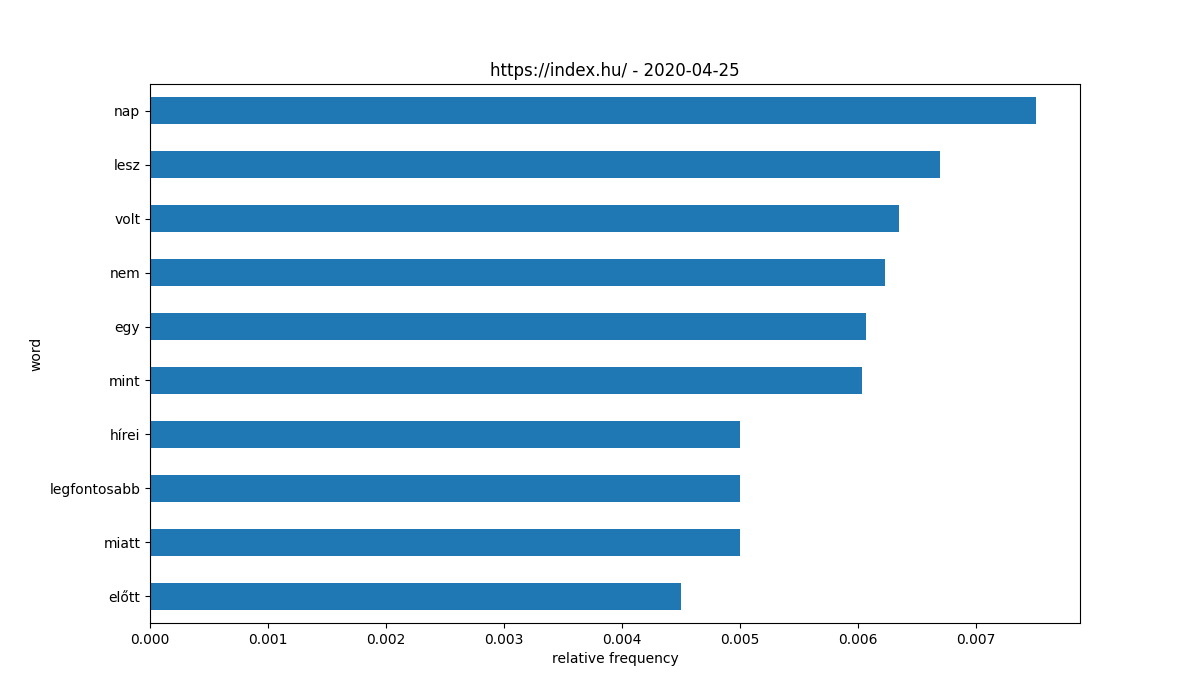 https://index.hu/ - 2020-04-25
nap
lesz
volt
nem
egy
mint
hírei
legfontosabb
miatt
előtt
word
0.000 0.001 0.002 0.003 0.004 0.005 0.006 0.007
relative frequency